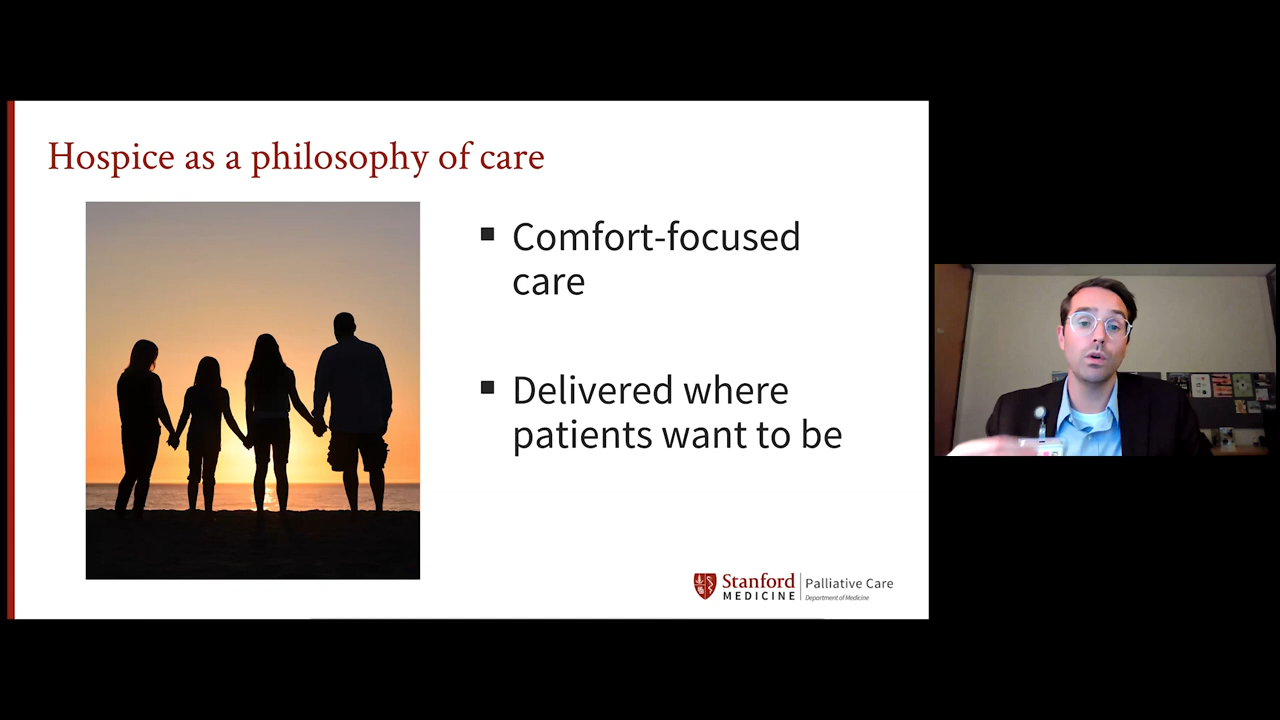 Hospice as a philosophy of care
Comfort-focused
care
Delivered where
patients want to be
Stanford
MEDICINE
Palliative Care
Department of Medicine